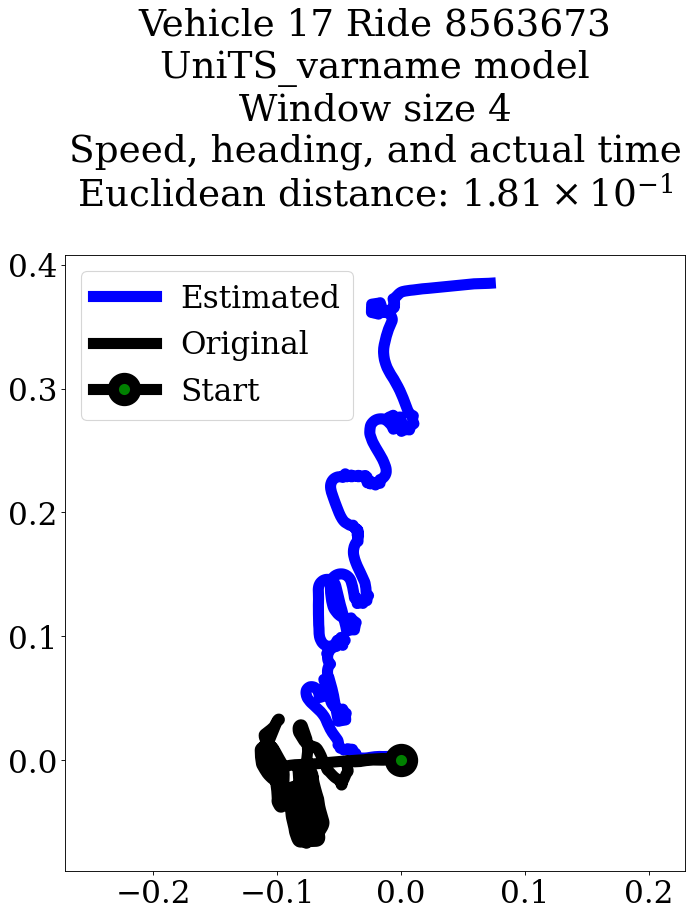 Vehicle 17 Ride 8563673
UniTS_varname model
Window size 4
Speed, heading, and actual time
Euclidean distance: 1.81 × 10⁻¹
0.4
Estimated
Original
Start
0.3
0.2
0.1
0.0
−0.2
−0.1
0.0
0.1
0.2